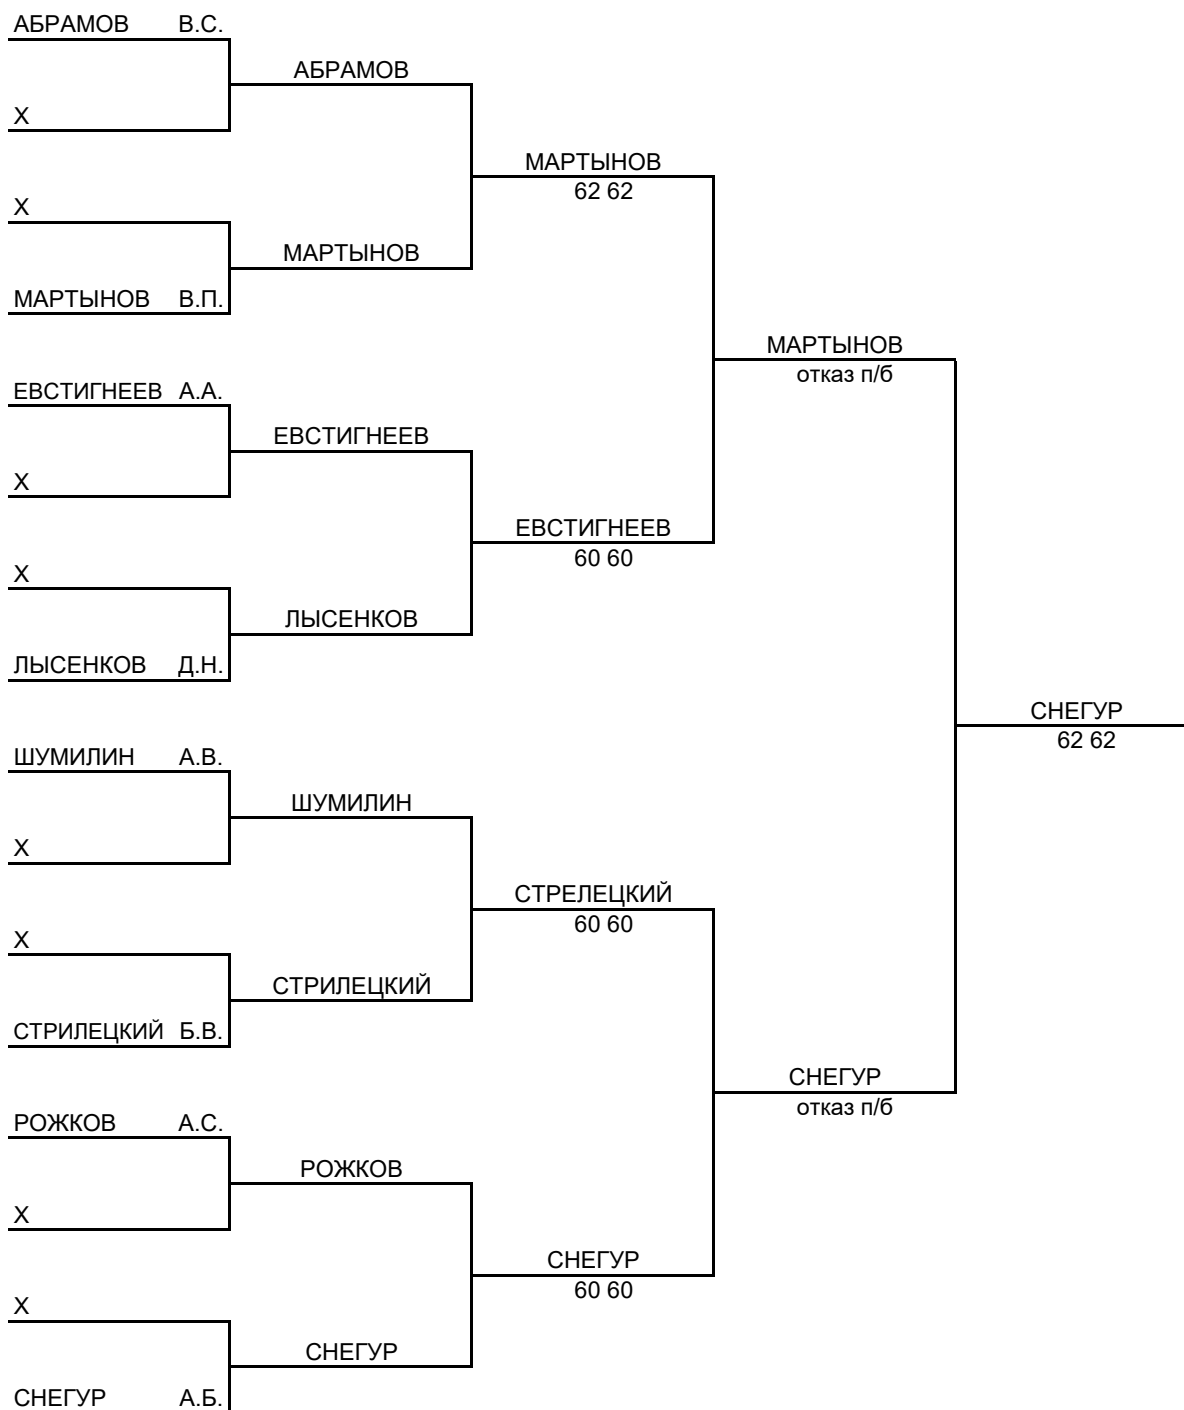 АБРАМОВ В.С.
АБРАМОВ
Х
МАРТЫНОВ
62 62
Х
МАРТЫНОВ
МАРТЫНОВ В.П.
МАРТЫНОВ
отказ п/б
ЕВСТИГНЕЕВ А.А.
ЕВСТИГНЕЕВ
Х
ЕВСТИГНЕЕВ
60 60
Х
ЛЫСЕНКОВ
ЛЫСЕНКОВ Д.Н.
СНЕГУР
62 62
ШУМИЛИН А.В.
ШУМИЛИН
Х
СТРЕЛЕЦКИЙ
60 60
Х
СТРИЛЕЦКИЙ
СТРИЛЕЦКИЙ Б.В.
СНЕГУР
отказ п/б
РОЖКОВ А.С.
РОЖКОВ
Х
СНЕГУР
60 60
Х
СНЕГУР
СНЕГУР А.Б.